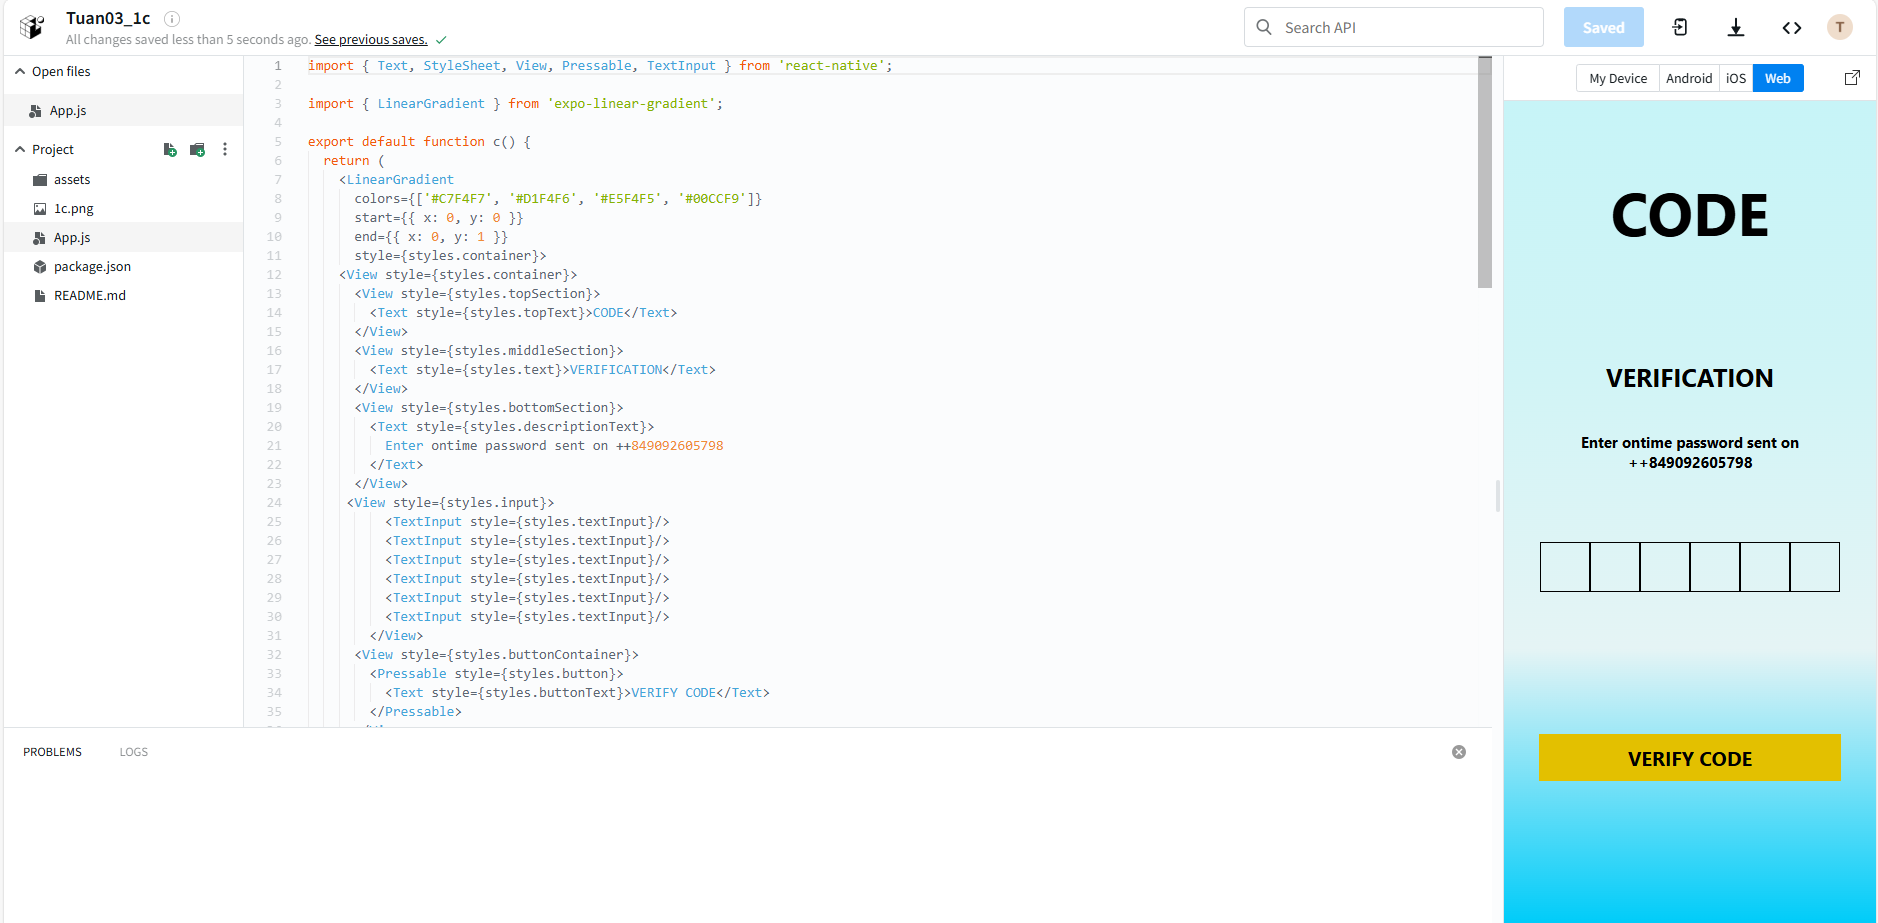 Tuan03_1c
All changes saved less than 5 seconds ago. See previous saves.
Search API
Saved
T
Open files
App.js
Project
assets
1c.png
App.js
package.json
README.md
1 import { Text, StyleSheet, View, Pressable, TextInput } from 'react-native';
2
3 import { LinearGradient } from 'expo-linear-gradient';
4
5 export default function c() {
6 return (
7 <LinearGradient
8 colors={['#C7F4F7', '#D1F4F6', '#E5F4F5', '#00CCF9']}
9 start={{ x: 0, y: 0 }}
10 end={{ x: 0, y: 1 }}
11 style={styles.container}>
12 <View style={styles.container}>
13 <View style={styles.topSection}>
14 <Text style={styles.topText}>CODE</Text>
15 </View>
16 <View style={styles.middleSection}>
17 <Text style={styles.text}>VERIFICATION</Text>
18 </View>
19 <View style={styles.bottomSection}>
20 <Text style={styles.descriptionText}>
21 Enter ontime password sent on ++849092605798
22 </Text>
23 </View>
24 <View style={styles.input}>
25 <TextInput style={styles.textInput}/>
26 <TextInput style={styles.textInput}/>
27 <TextInput style={styles.textInput}/>
28 <TextInput style={styles.textInput}/>
29 <TextInput style={styles.textInput}/>
30 <TextInput style={styles.textInput}/>
31 </View>
32 <View style={styles.buttonContainer}>
33 <Pressable style={styles.button}>
34 <Text style={styles.buttonText}>VERIFY CODE</Text>
35 </Pressable>
PROBLEMS LOGS
My Device Android iOS Web
CODE
VERIFICATION
Enter ontime password sent on
++849092605798
VERIFY CODE